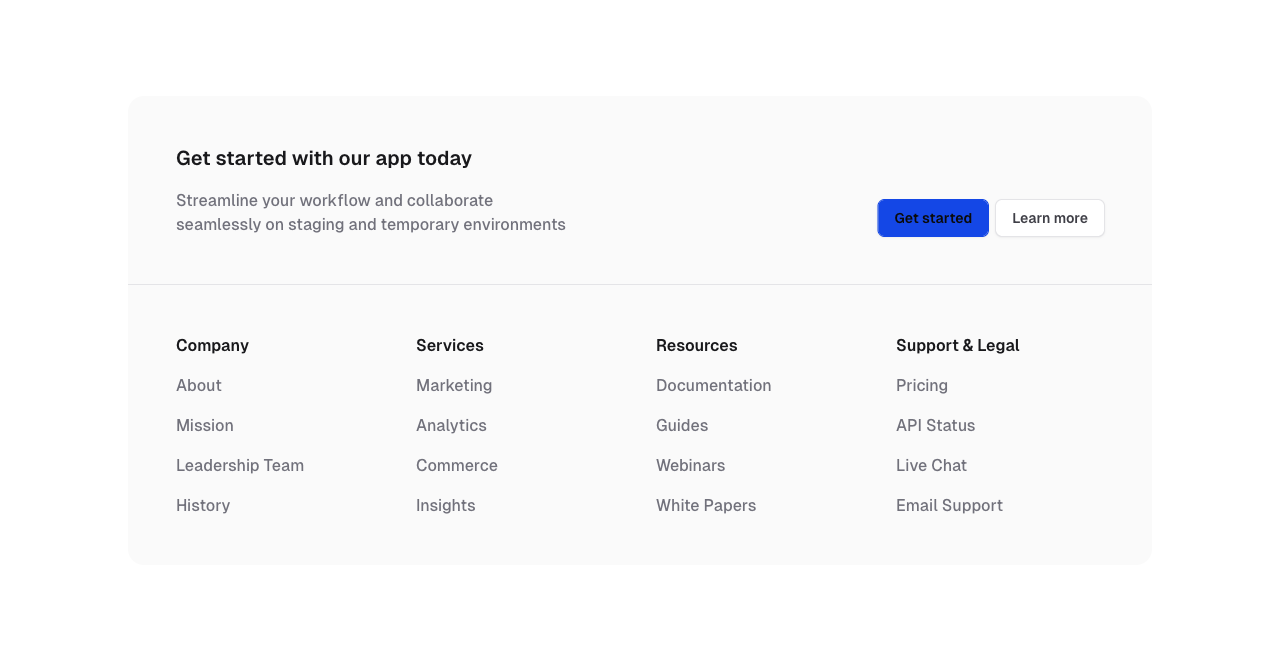 Get started with our app today
Streamline your workflow and collaborate
seamlessly on staging and temporary environments
Get started
Learn more
Company
About
Mission
Leadership Team
History
Services
Marketing
Analytics
Commerce
Insights
Resources
Documentation
Guides
Webinars
White Papers
Support & Legal
Pricing
API Status
Live Chat
Email Support